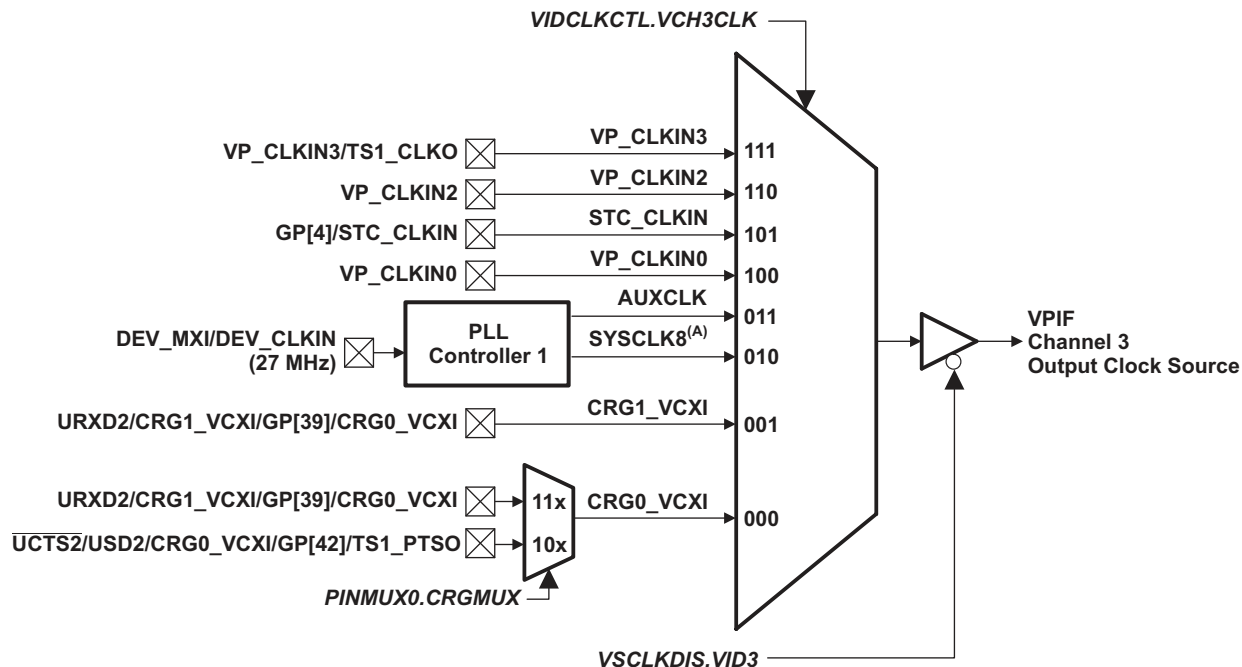 VIDCLKCTL.VCH3CLK
VP_CLKIN3/TS1_CLKO
VP_CLKIN3
111
VP_CLKIN2
VP_CLKIN2
110
GP[4]/STC_CLKIN
STC_CLKIN
101
VP_CLKIN0
VP_CLKIN0
100
DEV_MXI/DEV_CLKIN
(27 MHz)
PLL
Controller 1
AUXCLK
011
SYSCLK8(A)
010
VPIF
Channel 3
Output Clock Source
URXD2/CRG1_VCXI/GP[39]/CRG0_VCXI
CRG1_VCXI
001
URXD2/CRG1_VCXI/GP[39]/CRG0_VCXI
11x
CRG0_VCXI
000
UCTS2/USD2/CRG0_VCXI/GP[42]/TS1_PTSO
10x
PINMUX0.CRGMUX
VSCLKDIS.VID3